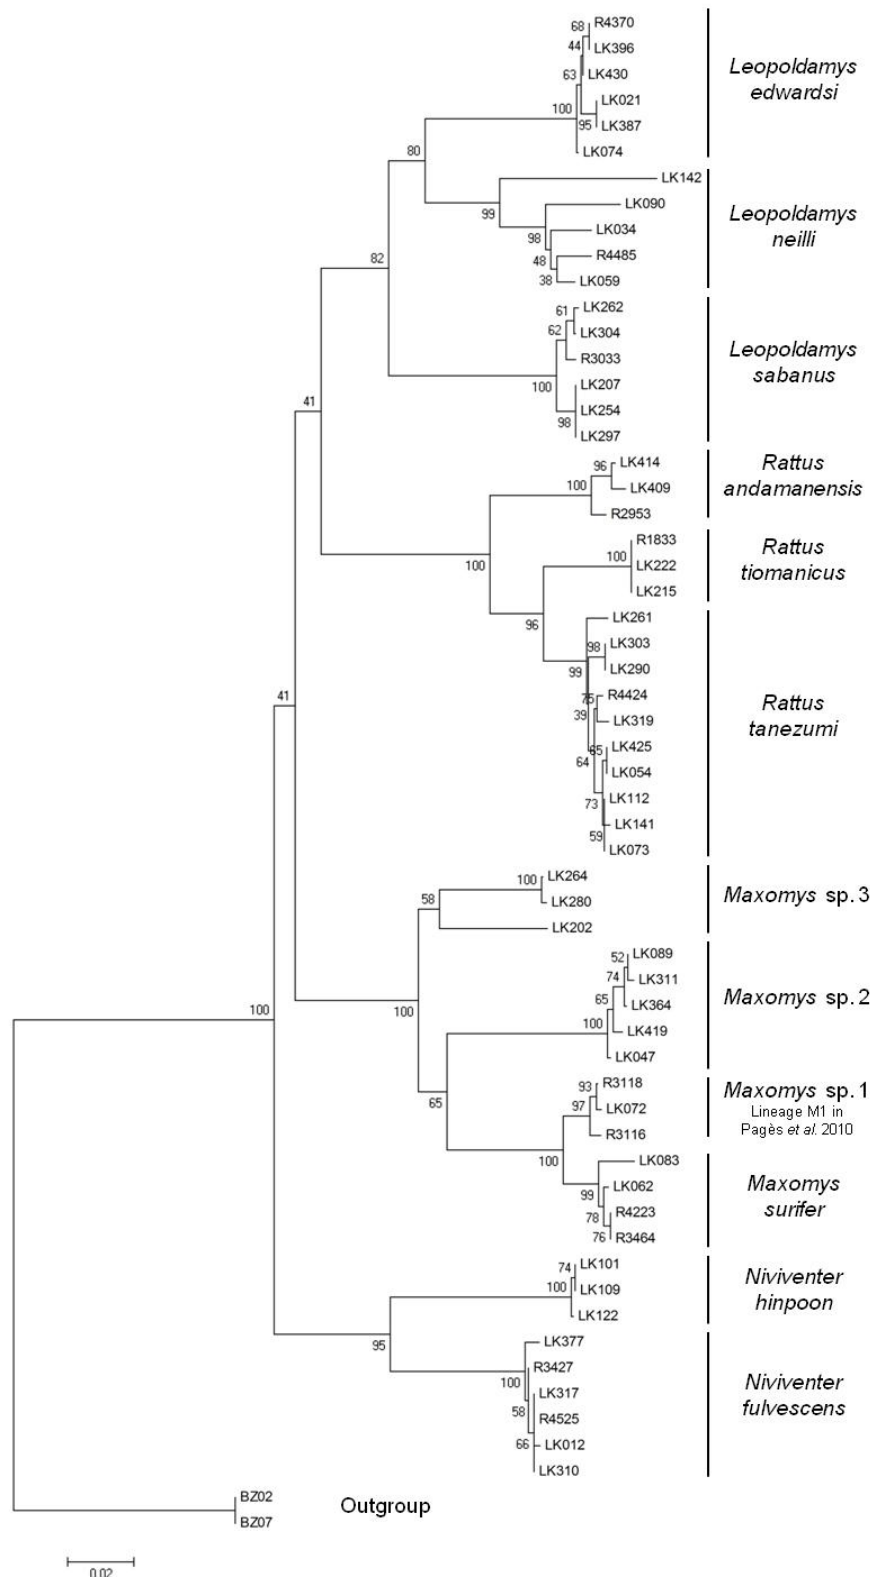 R4370
68
LK396
44
LK430
63
LK021
100
95
LK387
LK074
Leopoldamys
edwardsi
80
LK142
99
LK090
98
LK034
48
R4485
38
LK059
Leopoldamys
neilli
82
61
LK262
62
LK304
R3033
100
LK207
LK254
98
LK297
Leopoldamys
sabanus
41
96
LK414
100
LK409
R2953
Rattus
andamanensis
100
R1833
100
LK222
LK215
Rattus
tiomanicus
96
LK261
98
LK303
99
LK290
75
R4424
39
LK319
65
LK425
64
LK054
73
LK112
LK141
59
LK073
Rattus
tanezumi
41
58
100
LK264
LK280
LK202
Maxomys sp. 3
100
52
LK089
74
LK311
65
LK364
100
LK419
LK047
Maxomys sp. 2
65
93
R3118
97
LK072
R3116
Maxomys sp. 1
Lineage M1 in
Pagès et al. 2010
100
LK083
99
LK062
78
R4223
76
R3464
Maxomys
surifer
100
74
LK101
100
LK109
LK122
Niviventer
hinpoon
95
LK377
100
R3427
LK317
58
R4525
66
LK012
LK310
Niviventer
fulvescens
BZ02
BZ07
Outgroup
0.02